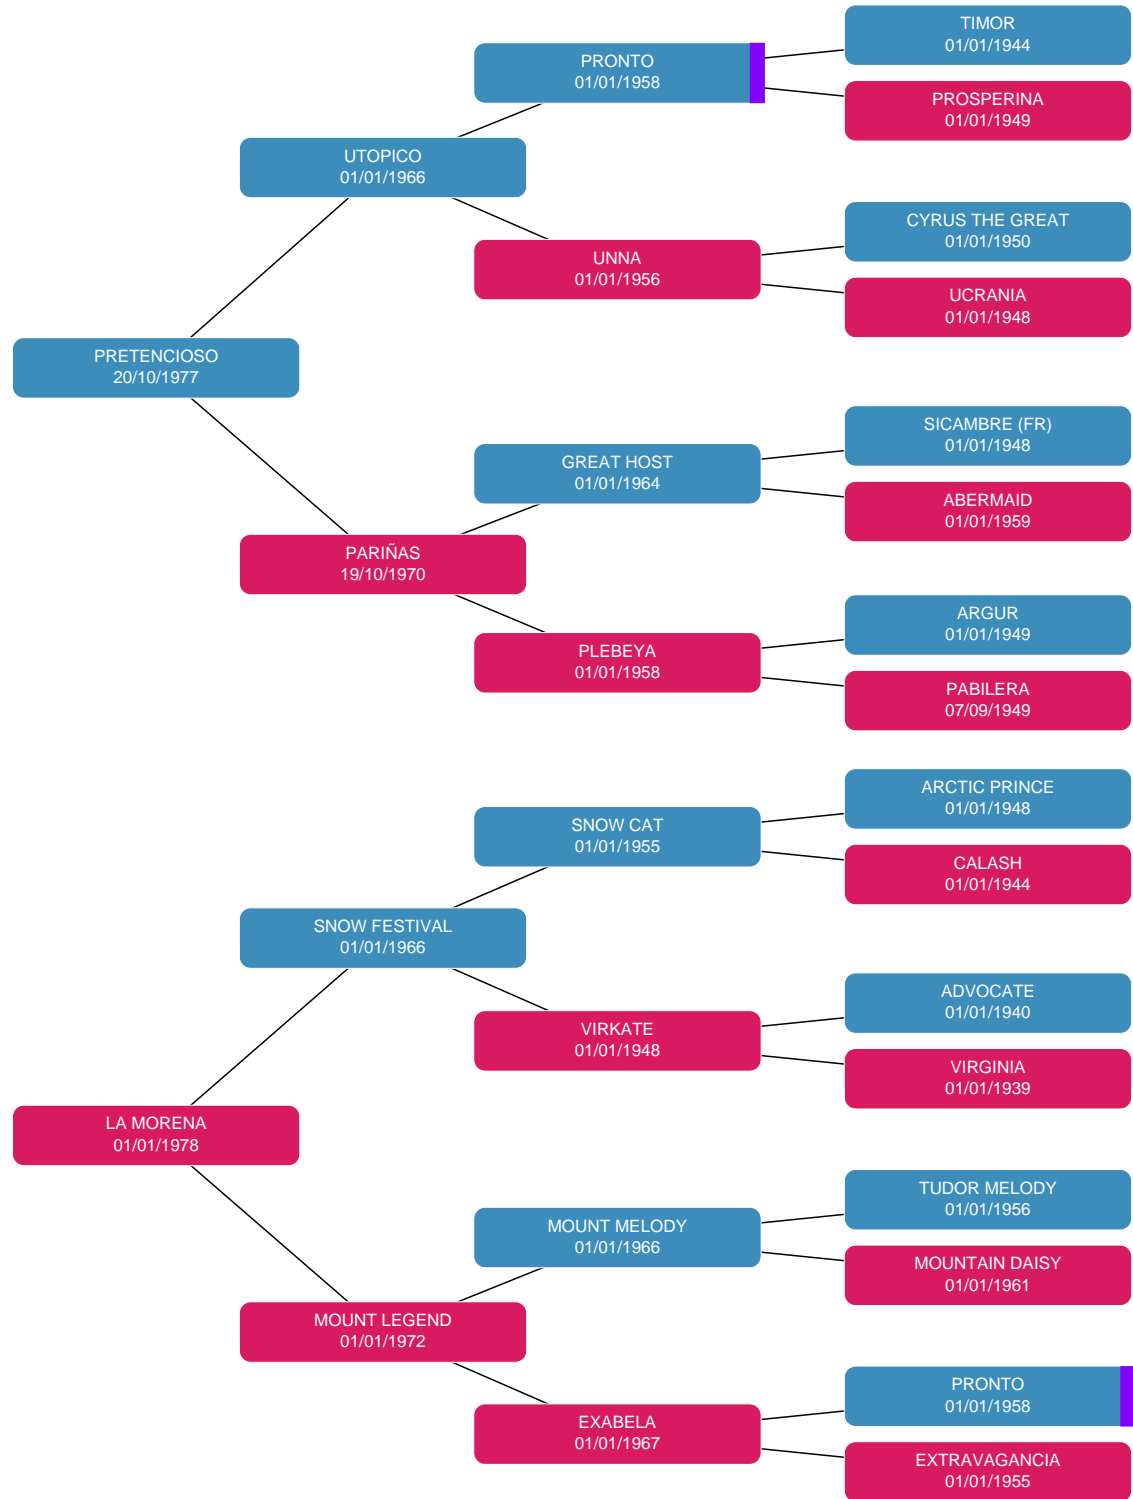 TIMOR
01/01/1944
PRONTO
01/01/1958
PROSPERINA
01/01/1949
UTOPICO
01/01/1966
CYRUS THE GREAT
01/01/1950
UNNA
01/01/1956
UCRANIA
01/01/1948
PRETENCIOSO
20/10/1977
SICAMBRE (FR)
01/01/1948
GREAT HOST
01/01/1964
ABERMAID
01/01/1959
PARIÑAS
19/10/1970
ARGUR
01/01/1949
PLEBEYA
01/01/1958
PABILERA
07/09/1949
ARCTIC PRINCE
01/01/1948
SNOW CAT
01/01/1955
CALASH
01/01/1944
SNOW FESTIVAL
01/01/1966
ADVOCATE
01/01/1940
VIRKATE
01/01/1948
VIRGINIA
01/01/1939
LA MORENA
01/01/1978
TUDOR MELODY
01/01/1956
MOUNT MELODY
01/01/1966
MOUNTAIN DAISY
01/01/1961
MOUNT LEGEND
01/01/1972
PRONTO
01/01/1958
EXABELA
01/01/1967
EXTRAVAGANCIA
01/01/1955